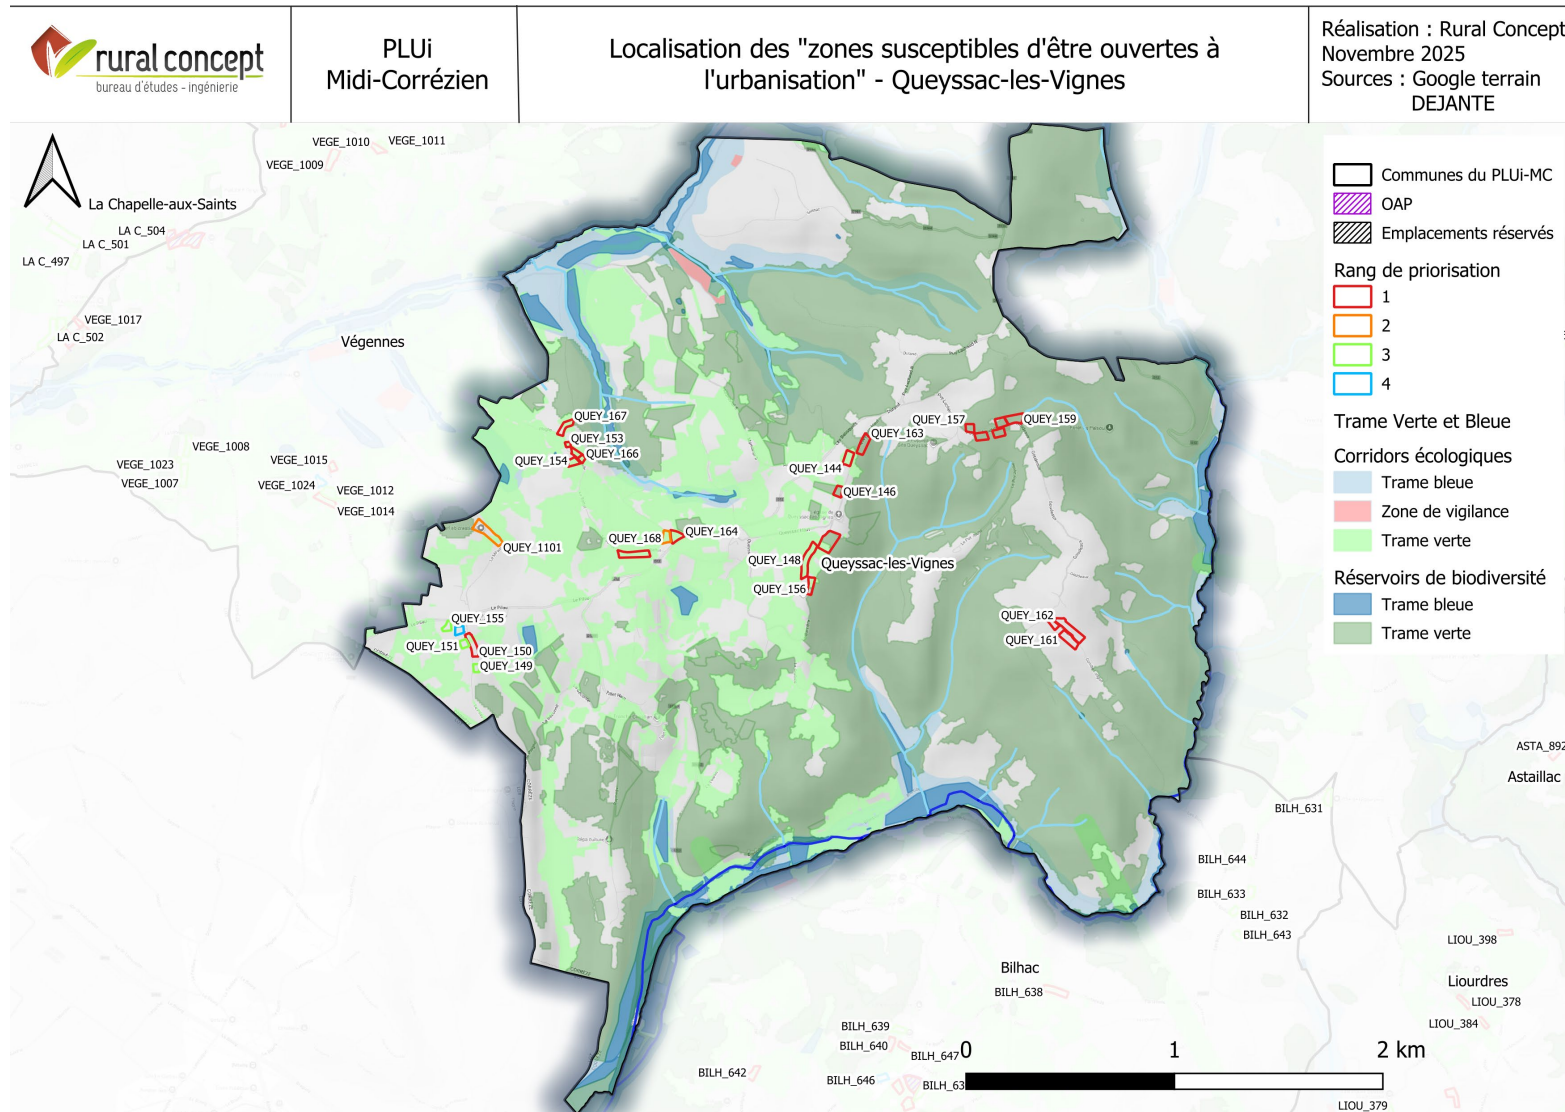 rural concept
bureau d'études - ingénierie
PLUi
Midi-Corrézien
Localisation des "zones susceptibles d'être ouvertes à
l'urbanisation" - Queyssac-les-Vignes
Réalisation : Rural Concept
Novembre 2025
Sources : Google terrain
DEJANTE
Communes du PLUi-MC
OAP
Emplacements réservés
Rang de priorisation
1
2
3
4
Trame Verte et Bleue
Corridors écologiques
Trame bleue
Zone de vigilance
Trame verte
Réservoirs de biodiversité
Trame bleue
Trame verte
VEGE_1010
VEGE_1011
VEGE_1009
La Chapelle-aux-Saints
LA C_504
LA C_501
LA C_497
VEGE_1017
LA C_502
Végennes
QUEY_167
QUEY_153
QUEY_166
QUEY_154
QUEY_157
QUEY_159
QUEY_163
QUEY_144
QUEY_146
VEGE_1008
VEGE_1023
VEGE_1015
VEGE_1007
VEGE_1024
VEGE_1012
VEGE_1014
QUEY_1101
QUEY_168
QUEY_164
QUEY_148
Queyssac-les-Vignes
QUEY_156
QUEY_155
QUEY_151
QUEY_150
QUEY_149
QUEY_162
QUEY_161
ASTA_892
Astaillac
BILH_631
BILH_644
BILH_633
BILH_632
BILH_643
LIOU_398
Bilhac
BILH_638
Liourdres
LIOU_378
LIOU_384
BILH_639
BILH_640
BILH_647
BILH_642
BILH_646
BILH_63
0
1
2 km
LIOU_379